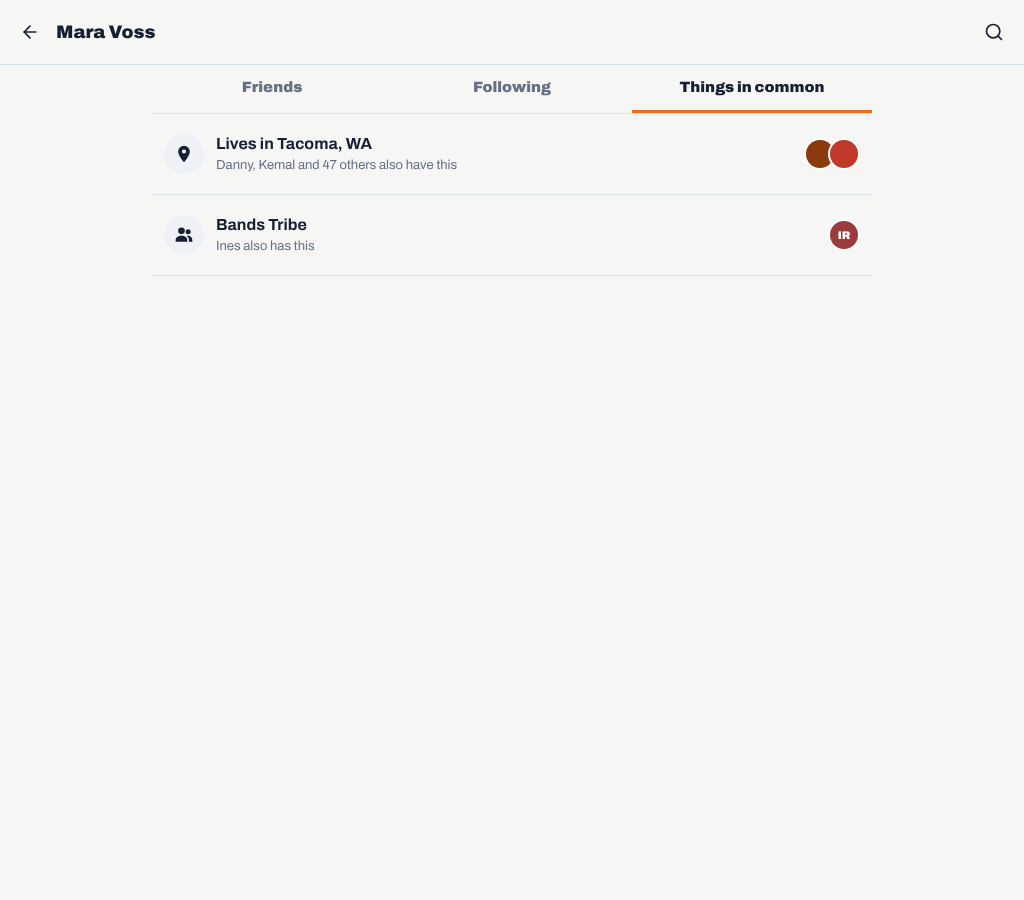 Mara Voss
Friends
Following
Things in common
Lives in Tacoma, WA
Danny, Kemal and 47 others also have this
Bands Tribe
Ines also has this
IR